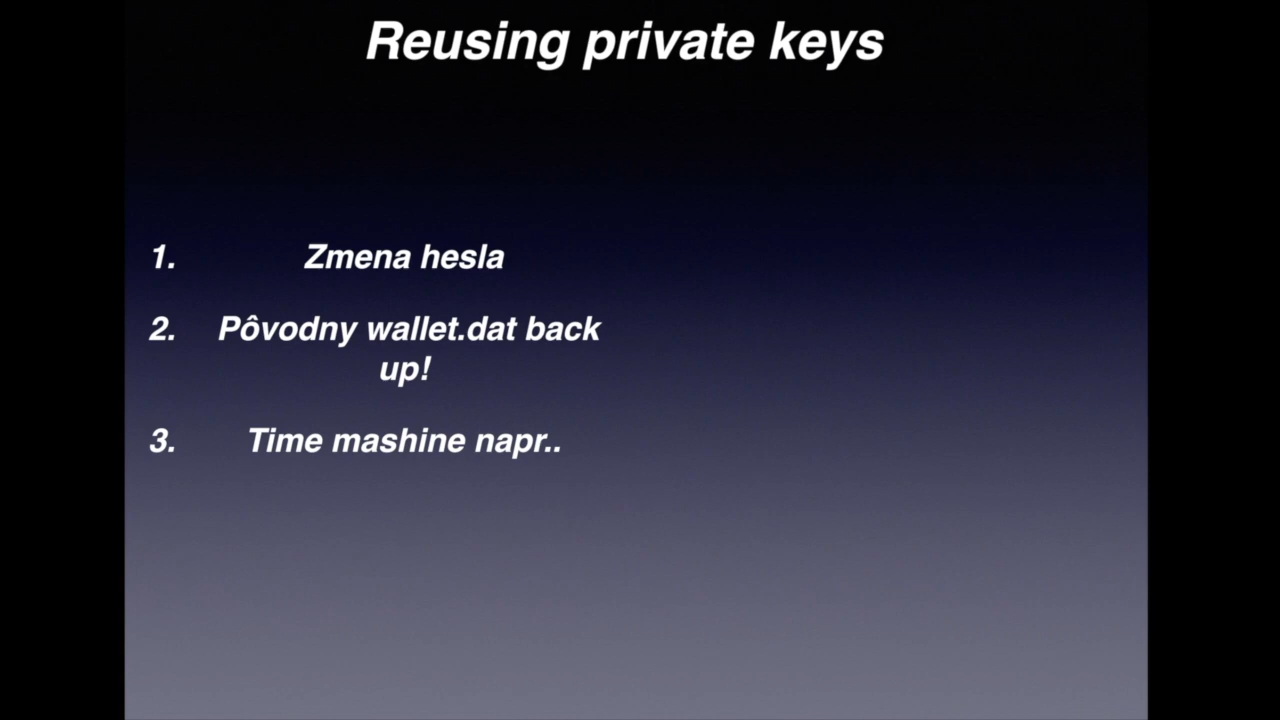 Reusing private keys
1. Zmena hesla
2. Pôvodny wallet.dat back
up!
3. Time mashine napr..